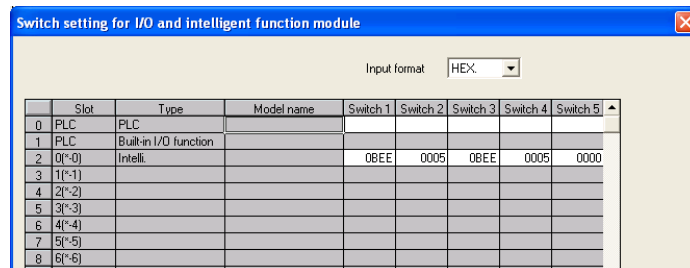 Switch setting for I/O and intelligent function module
Input format HEX.
Slot Type Model name Switch 1 Switch 2 Switch 3 Switch 4 Switch 5
0 PLC PLC
1 PLC Built-in I/O function
2 0(*-0) Intelli. 0BEE 0005 0BEE 0005 0000
3 1(*-1)
4 2(*-2)
5 3(*-3)
6 4(*-4)
7 5(*-5)
8 6(*-6)